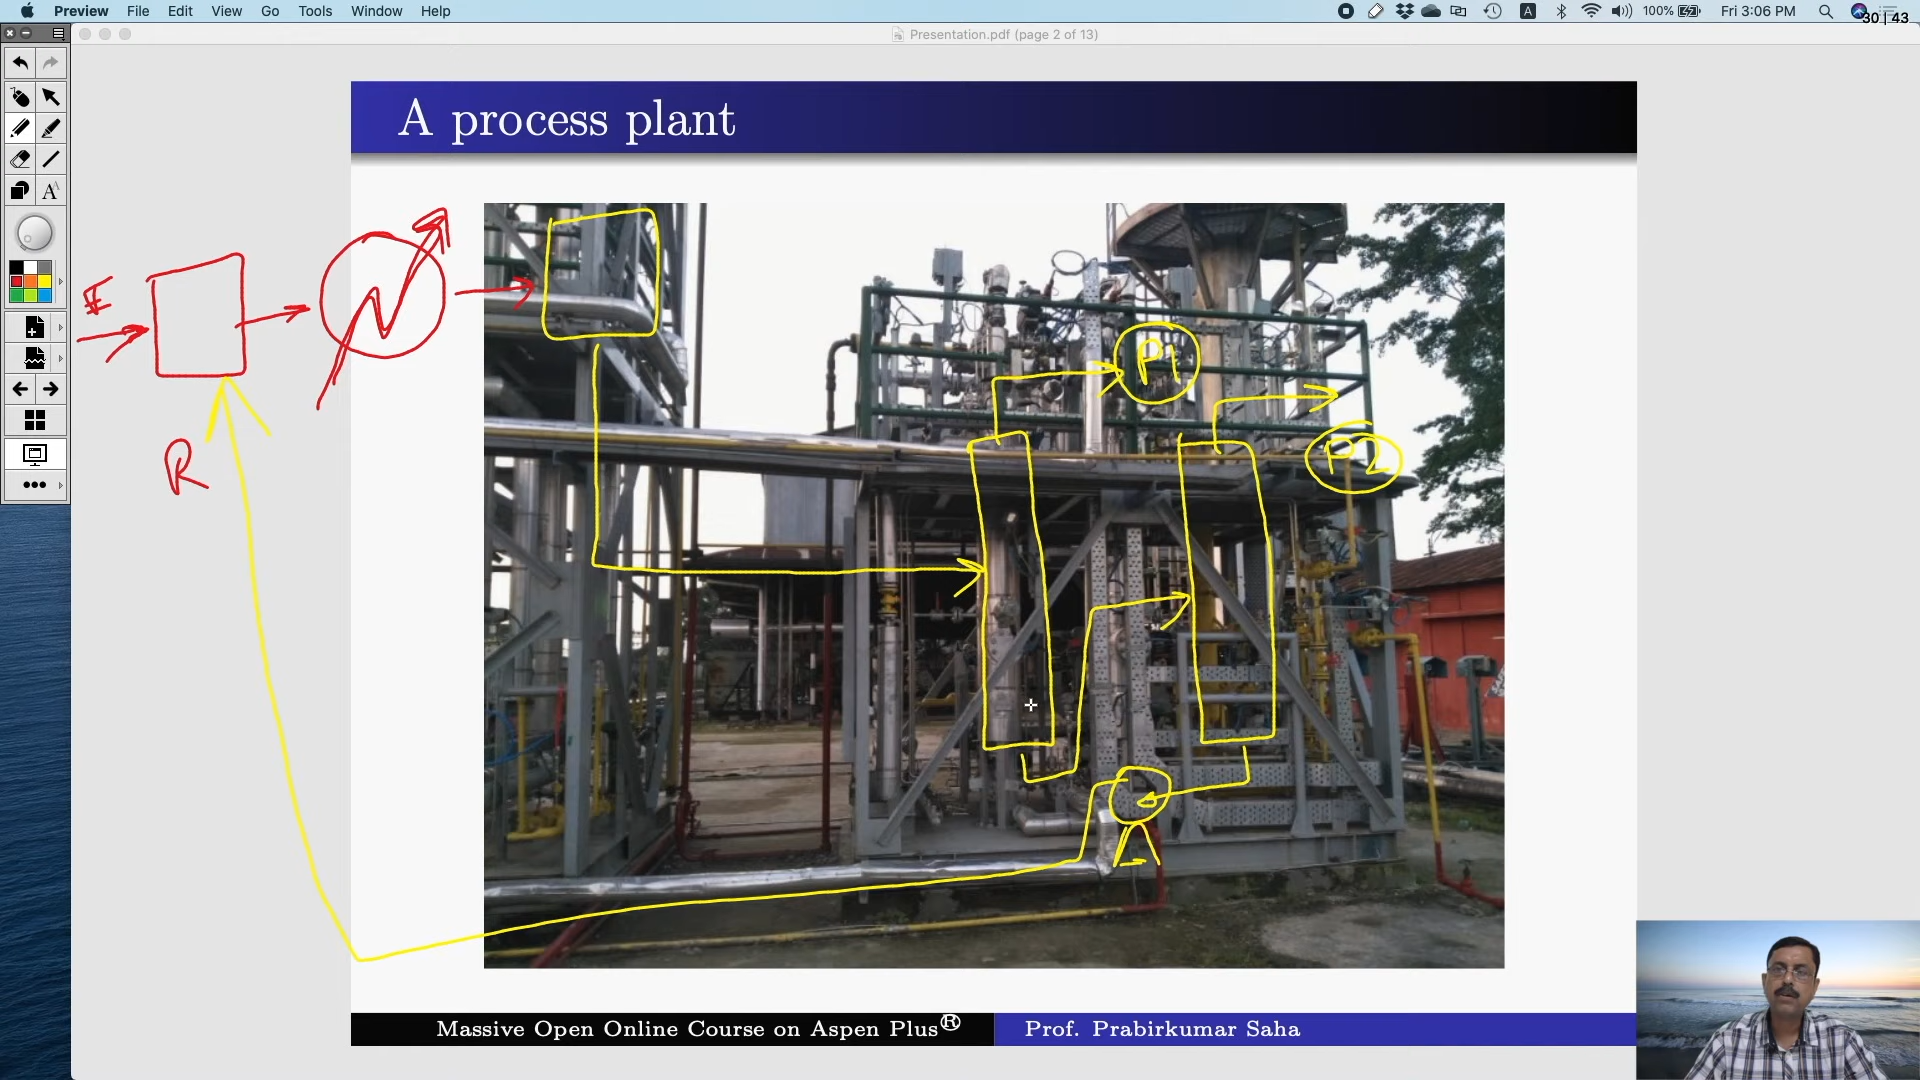 Preview File Edit View Go Tools Window Help
A 100% Fri 3:06 PM
30 | 43
Presentation.pdf (page 2 of 13)
A process plant
R
P1
P2
Massive Open Online Course on Aspen Plus®
Prof. Prabirkumar Saha